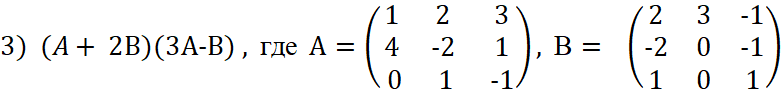 1 2 3 2 3 -1
3) (A + 2B)(3A-B) , где A = ( 4 -2 1 ) , B = ( -2 0 -1 )
0 1 -1 1 0 1